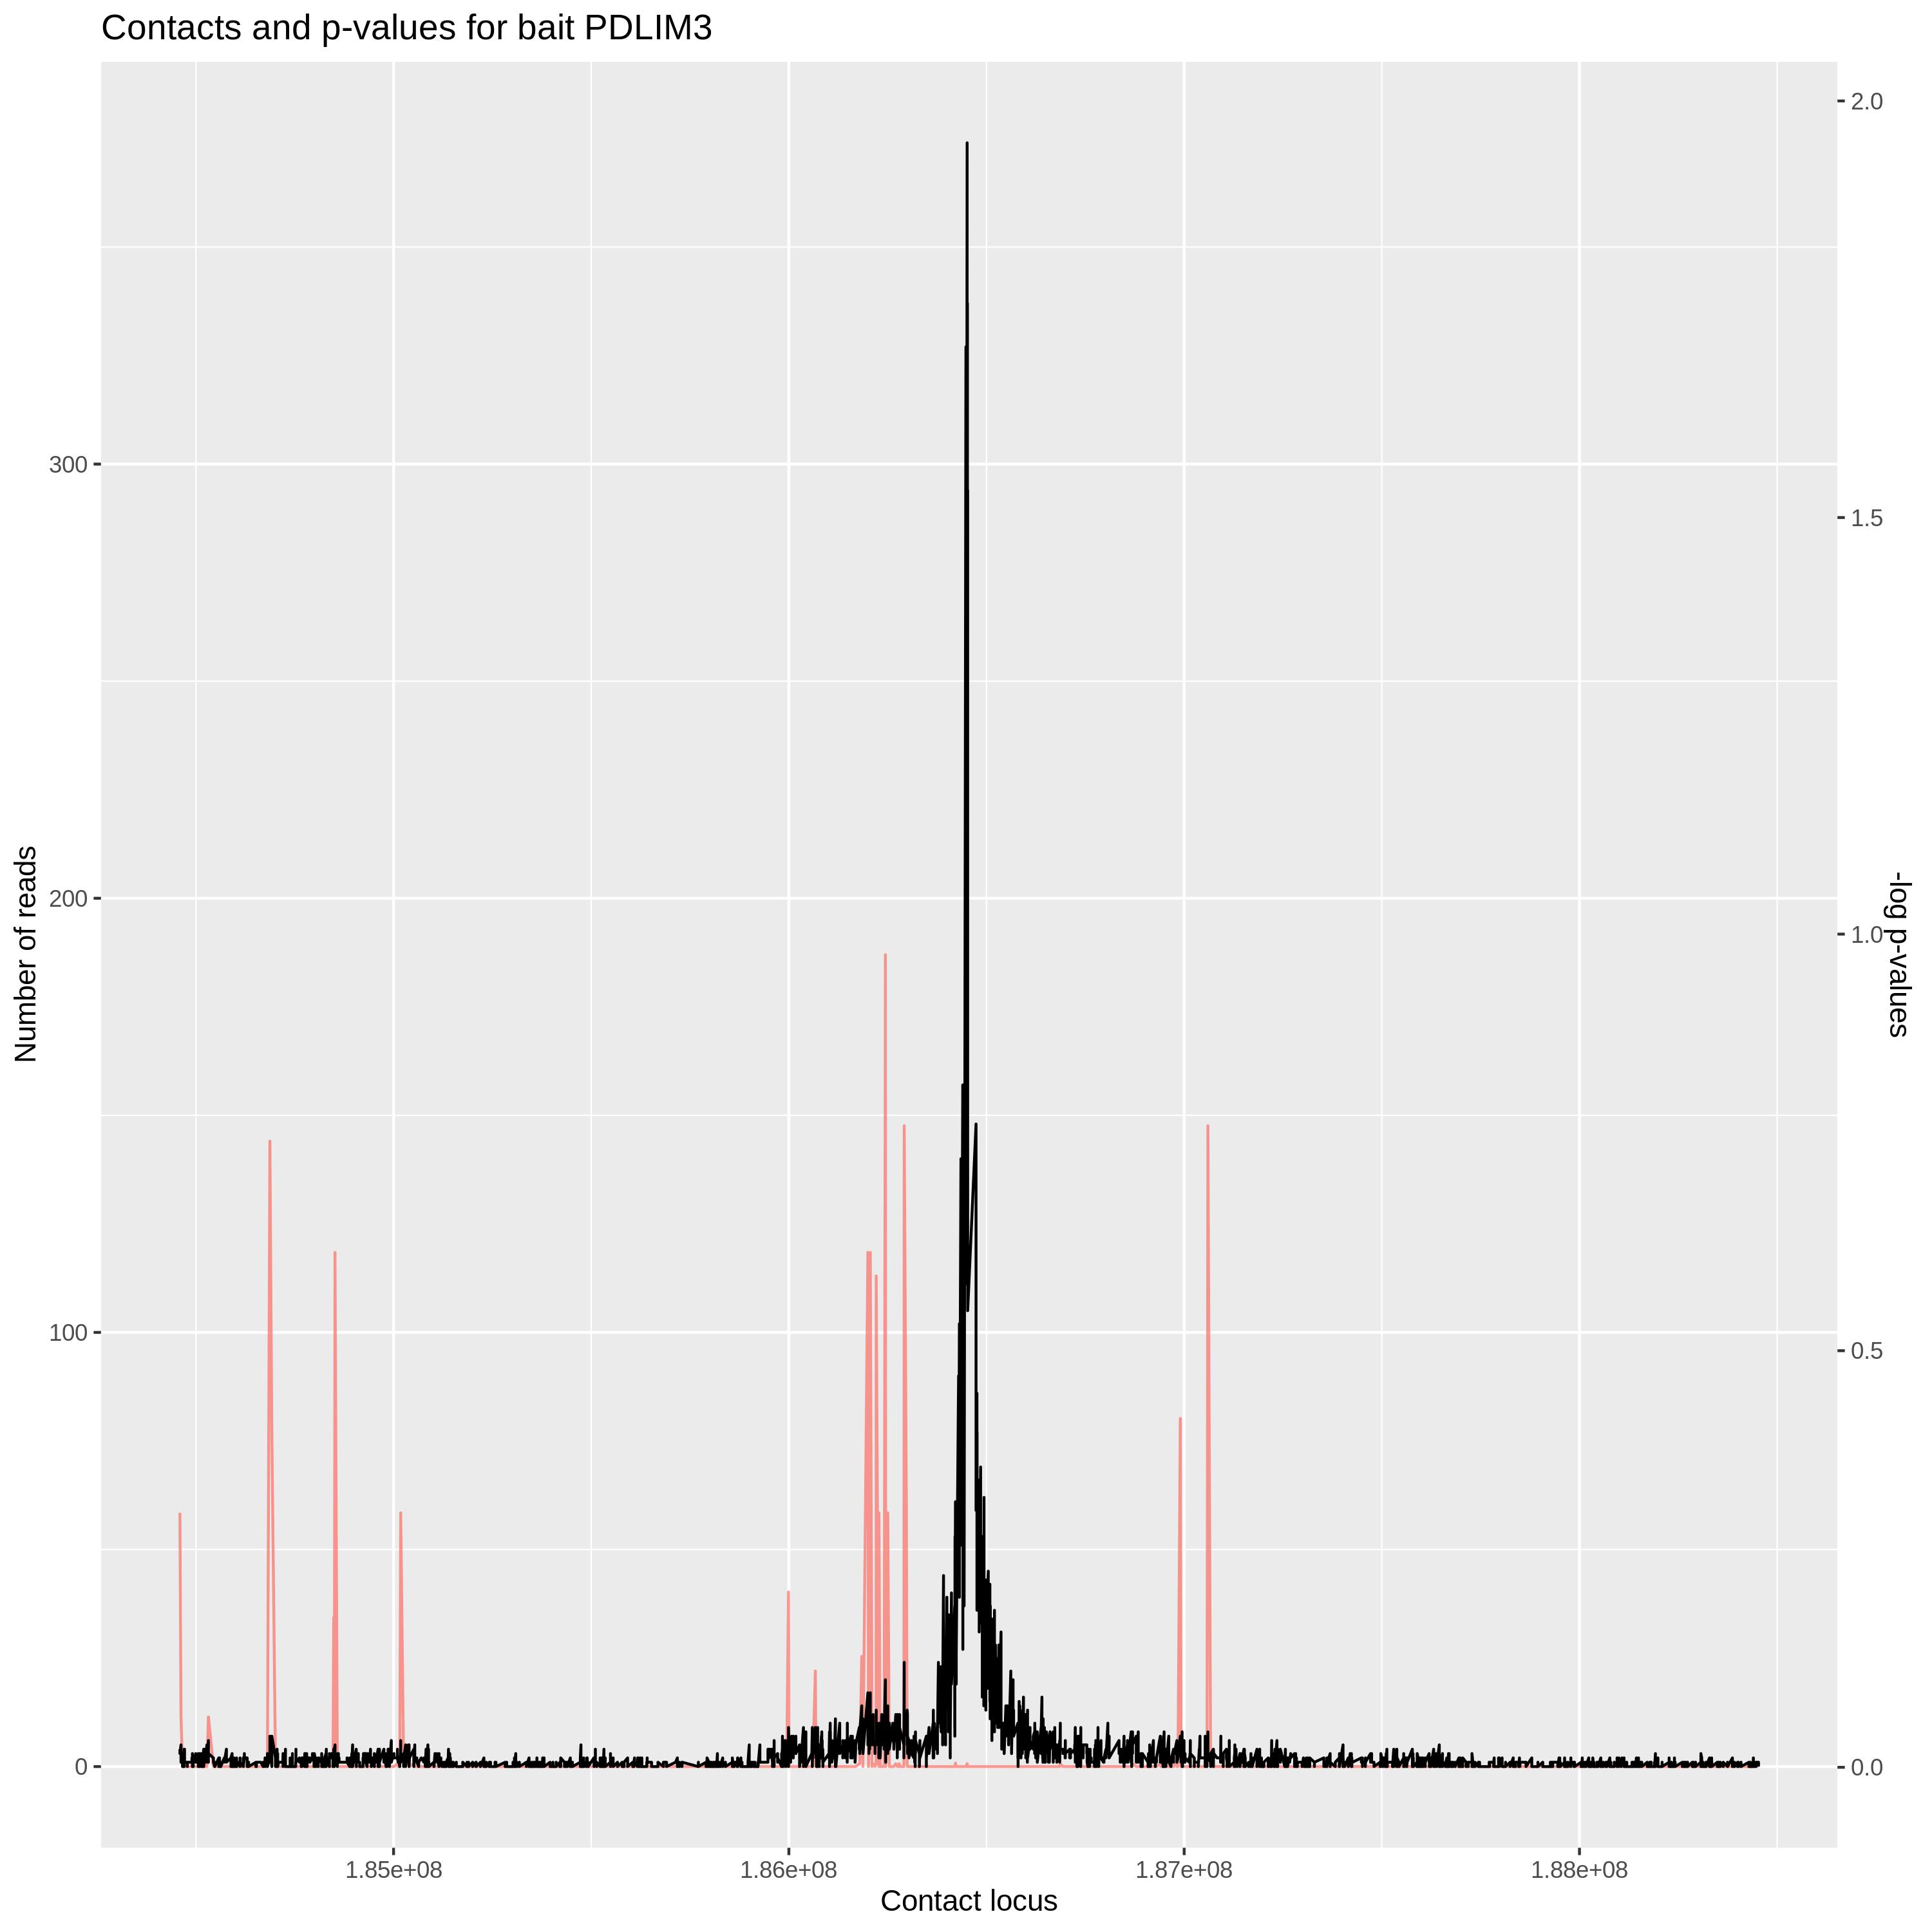 Contacts and p-values for bait PDLIM3
Number of reads
300
200
100
0
2.0
1.5
1.0
0.5
0.0
-log p-values
1.85e+08
1.86e+08
1.87e+08
1.88e+08
Contact locus